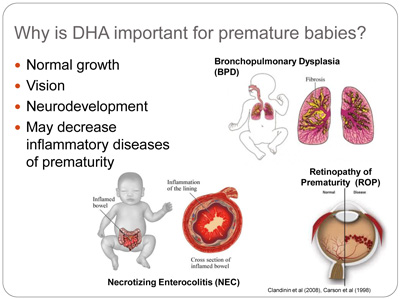 Why is DHA important for premature babies?
• Normal growth
• Vision
• Neurodevelopment
• May decrease
inflammatory diseases
of prematurity
Bronchopulmonary Dysplasia
(BPD)
Fibrosis
Inflamed
bowel
Inflammation
of the lining
Cross section of
inflamed bowel
Necrotizing Enterocolitis (NEC)
Retinopathy of
Prematurity (ROP)
Normal Disease
Clandinin et al (2008), Carson et al (1998)